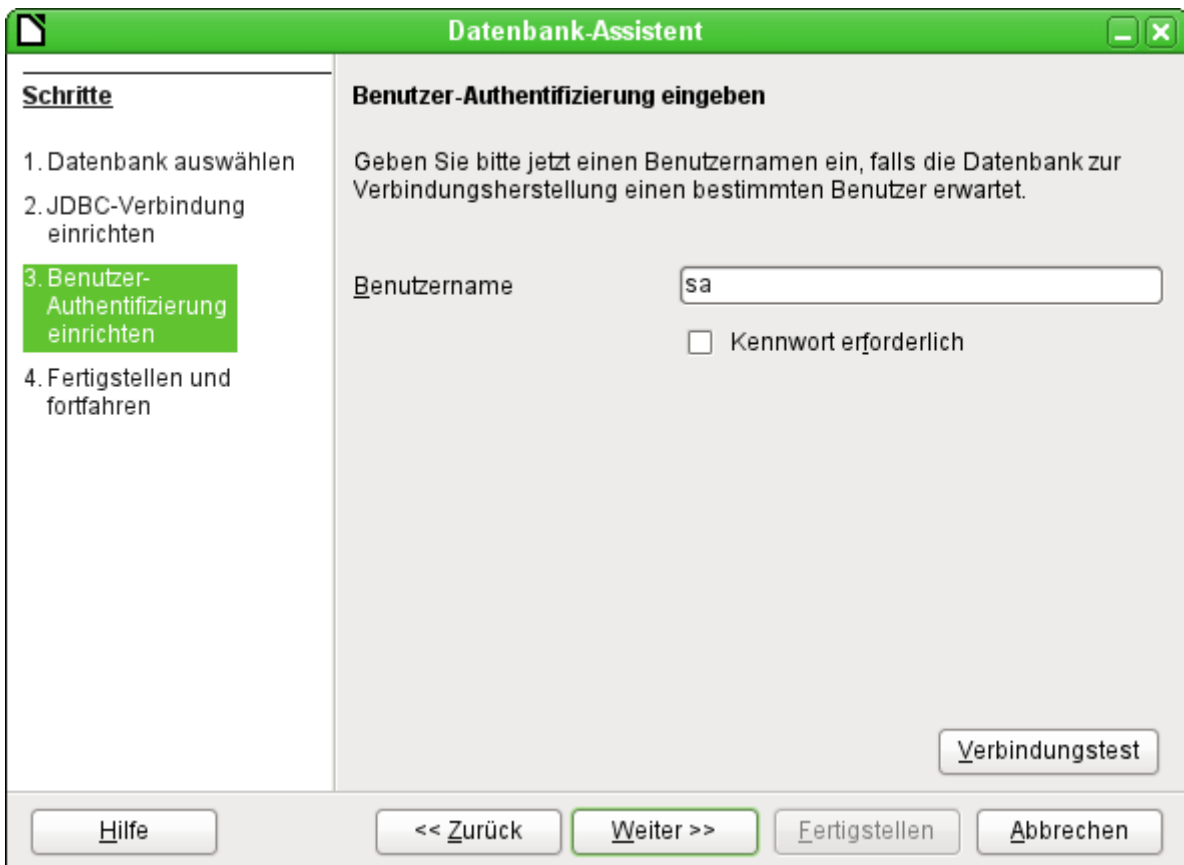 Datenbank-Assistent
Schritte
1. Datenbank auswählen
2. JDBC-Verbindung
einrichten
3. Benutzer-
Authentifizierung
einrichten
4. Fertigstellen und
fortfahren
Benutzer-Authentifizierung eingeben
Geben Sie bitte jetzt einen Benutzernamen ein, falls die Datenbank zur
Verbindungsherstellung einen bestimmten Benutzer erwartet.
Benutzername
sa
Kennwort erforderlich
Verbindungstest
Hilfe
<< Zurück
Weiter >>
Fertigstellen
Abbrechen